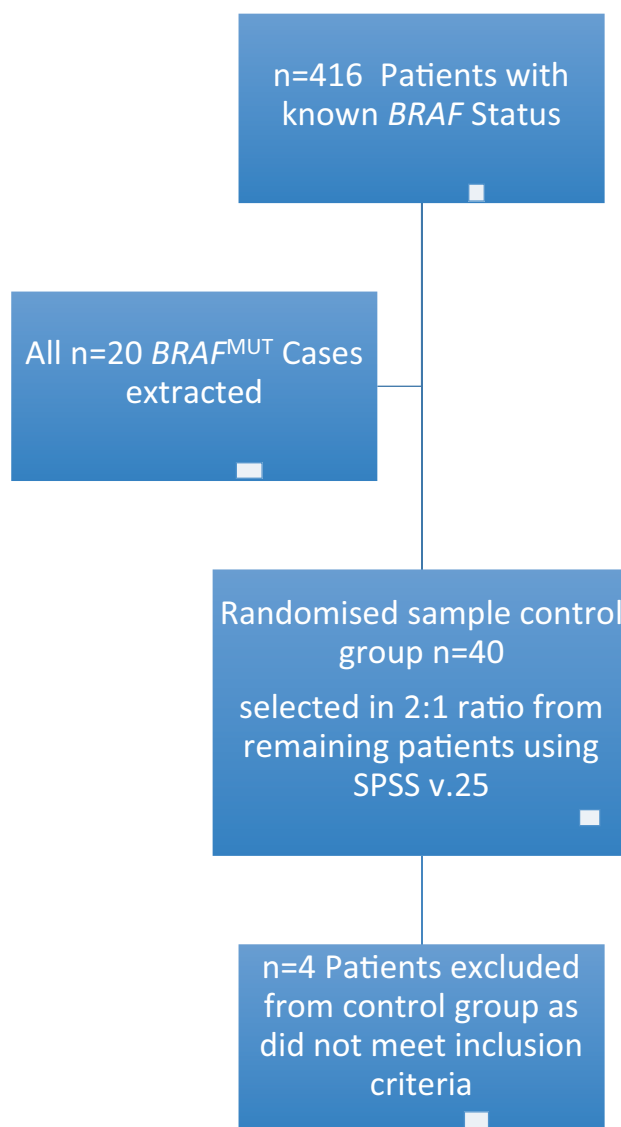 n=416  Patients with
known BRAF Status
All n=20 BRAF^MUT Cases
extracted
Randomised sample control
group n=40
selected in 2:1 ratio from
remaining patients using
SPSS v.25
n=4 Patients excluded
from control group as
did not meet inclusion
criteria